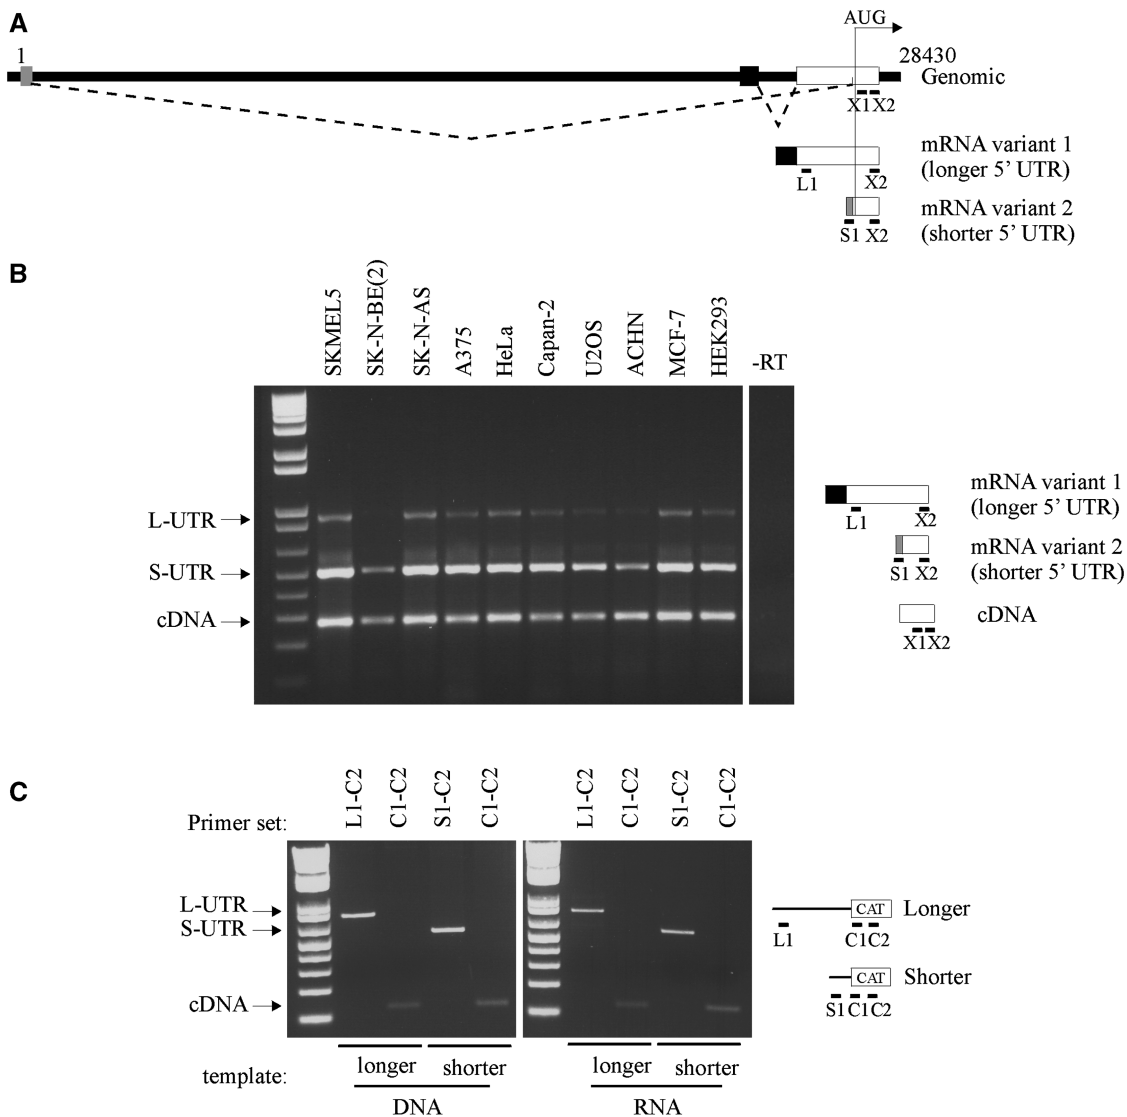 A
AUG
1
28430
Genomic
X1 X2
mRNA variant 1
(longer 5' UTR)
L1
X2
mRNA variant 2
(shorter 5' UTR)
S1
X2
B
SKMEL5
SK-N-BE(2)
SK-N-AS
A375
HeLa
Capan-2
U2OS
ACHN
MCF-7
HEK293
-RT
L-UTR
S-UTR
cDNA
mRNA variant 1
(longer 5' UTR)
L1
X2
mRNA variant 2
(shorter 5' UTR)
S1
X2
cDNA
X1X2
C
Primer set:
L1-C2
C1-C2
S1-C2
C1-C2
L1-C2
C1-C2
S1-C2
C1-C2
L-UTR
S-UTR
cDNA
CAT
Longer
L1
C1C2
CAT
Shorter
S1C1C2
template:
longer
shorter
longer
shorter
DNA
RNA